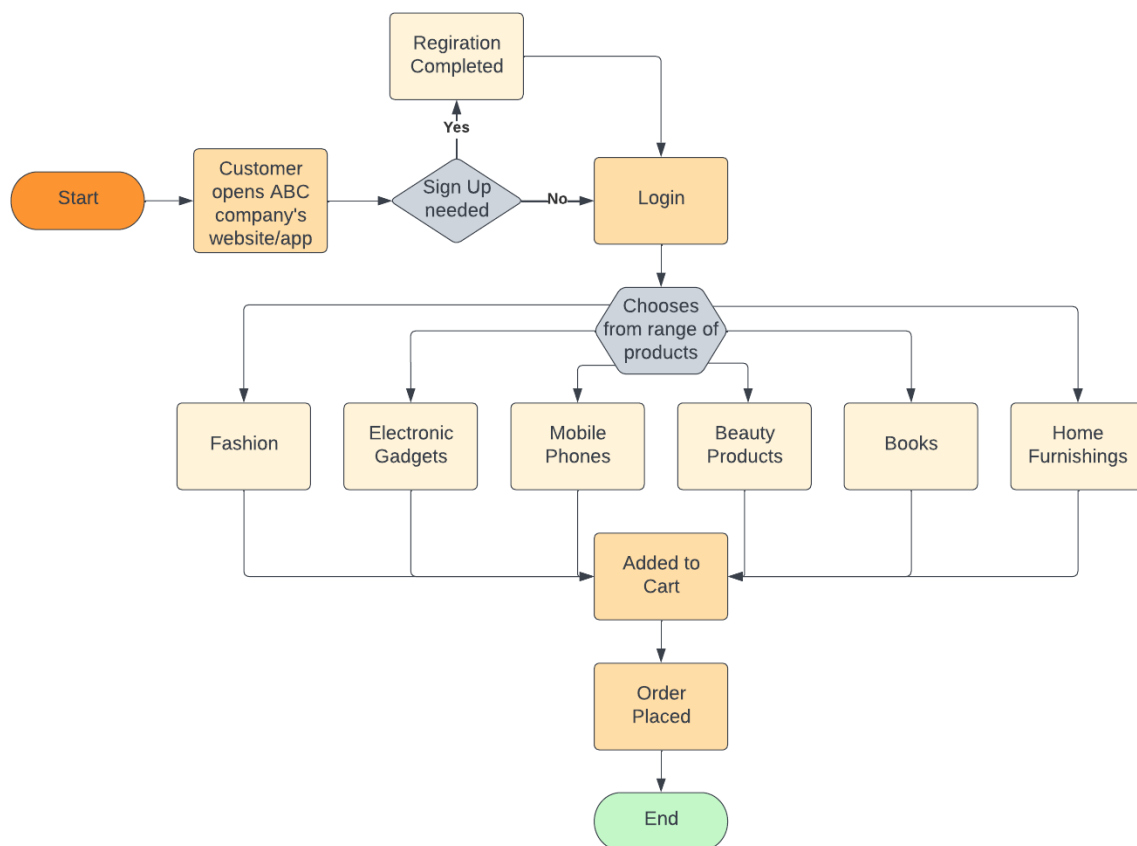 Regiration
Completed
Yes
Start
Customer
opens ABC
company's
website/app
Sign Up
needed
No
Login
Chooses
from range of
products
Fashion
Electronic
Gadgets
Mobile
Phones
Beauty
Products
Books
Home
Furnishings
Added to
Cart
Order
Placed
End